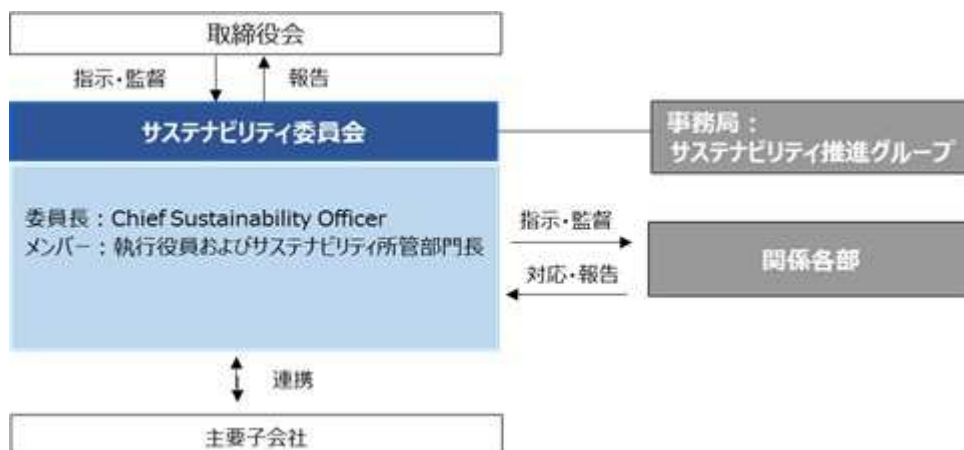 取締役会
指示・監督
報告
サステナビリティ委員会
事務局：
サステナビリティ推進グループ
委員長：Chief Sustainability Officer
メンバー：執行役員およびサステナビリティ所管部門長
指示・監督
対応・報告
関係各部
連携
主要子会社